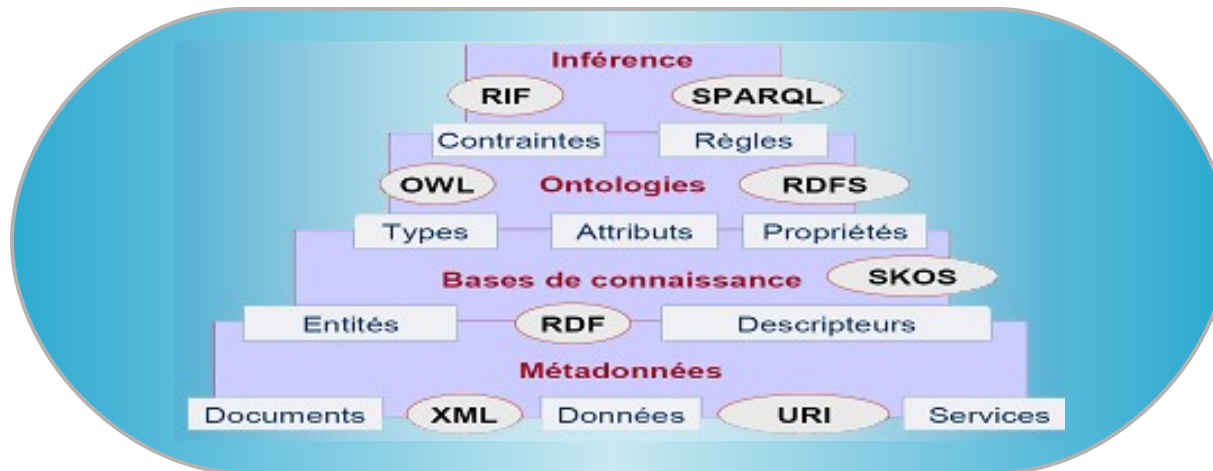 Inférence
RIF SPARQL
Contraintes Règles
OWL Ontologies RDFS
Types Attributs Propriétés
Bases de connaissance SKOS
Entités RDF Descripteurs
Métadonnées
Documents XML Données URI Services